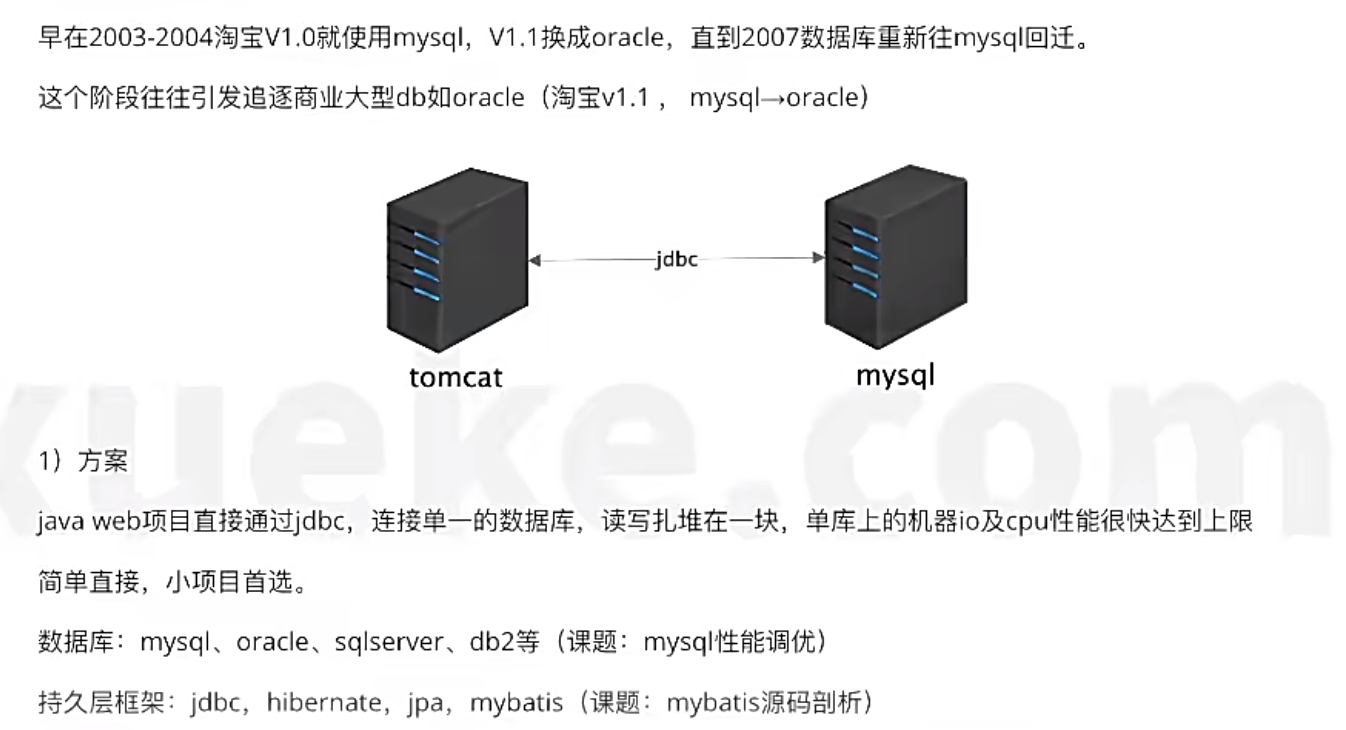 早在2003-2004淘宝V1.0就使用mysql，V1.1换成oracle，直到2007数据库重新往mysql回迁。
这个阶段往往引发追逐商业大型db如oracle（淘宝v1.1 ， mysql→oracle）
jdbc
tomcat
mysql
xueke.com
1）方案
java web项目直接通过jdbc，连接单一的数据库，读写扎堆在一块，单库上的机器io及cpu性能很快达到上限
简单直接，小项目首选。
数据库：mysql、oracle、sqlserver、db2等（课题：mysql性能调优）
持久层框架：jdbc，hibernate，jpa，mybatis（课题：mybatis源码剖析）